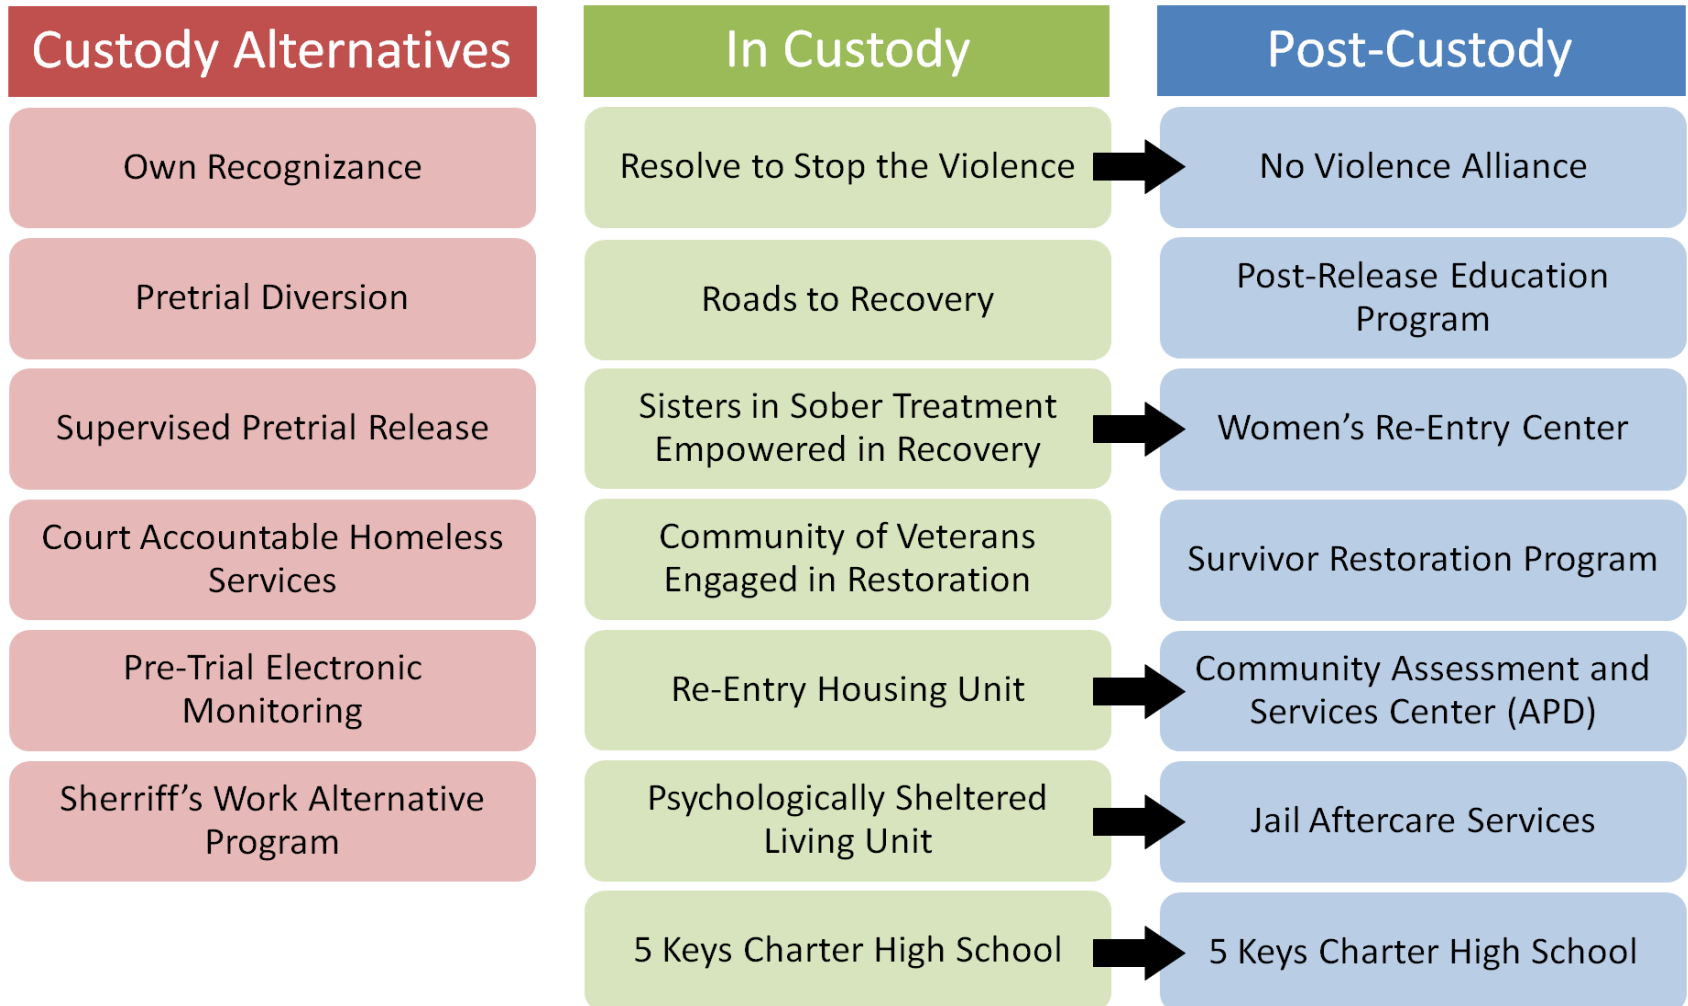 Custody Alternatives
Own Recognizance
Pretrial Diversion
Supervised Pretrial Release
Court Accountable Homeless
Services
Pre-Trial Electronic
Monitoring
Sherriff’s Work Alternative
Program
In Custody
Resolve to Stop the Violence
Roads to Recovery
Sisters in Sober Treatment
Empowered in Recovery
Community of Veterans
Engaged in Restoration
Re-Entry Housing Unit
Psychologically Sheltered
Living Unit
5 Keys Charter High School
Post-Custody
No Violence Alliance
Post-Release Education
Program
Women’s Re-Entry Center
Survivor Restoration Program
Community Assessment and
Services Center (APD)
Jail Aftercare Services
5 Keys Charter High School